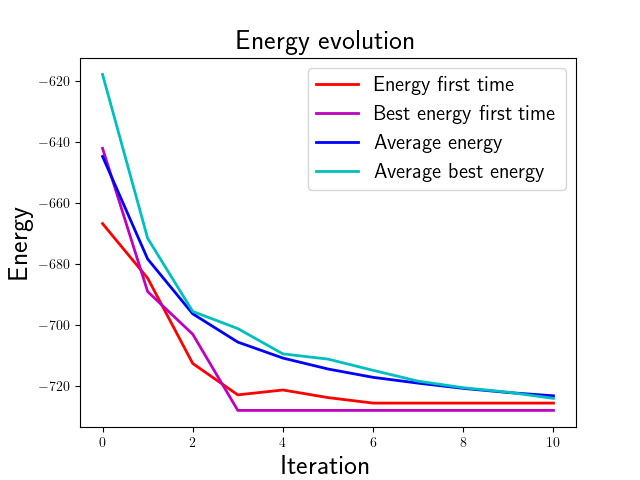 Energy evolution
Energy first time
Best energy first time
Average energy
Average best energy
−620
−640
−660
−680
−700
−720
Energy
0 2 4 6 8 10
Iteration